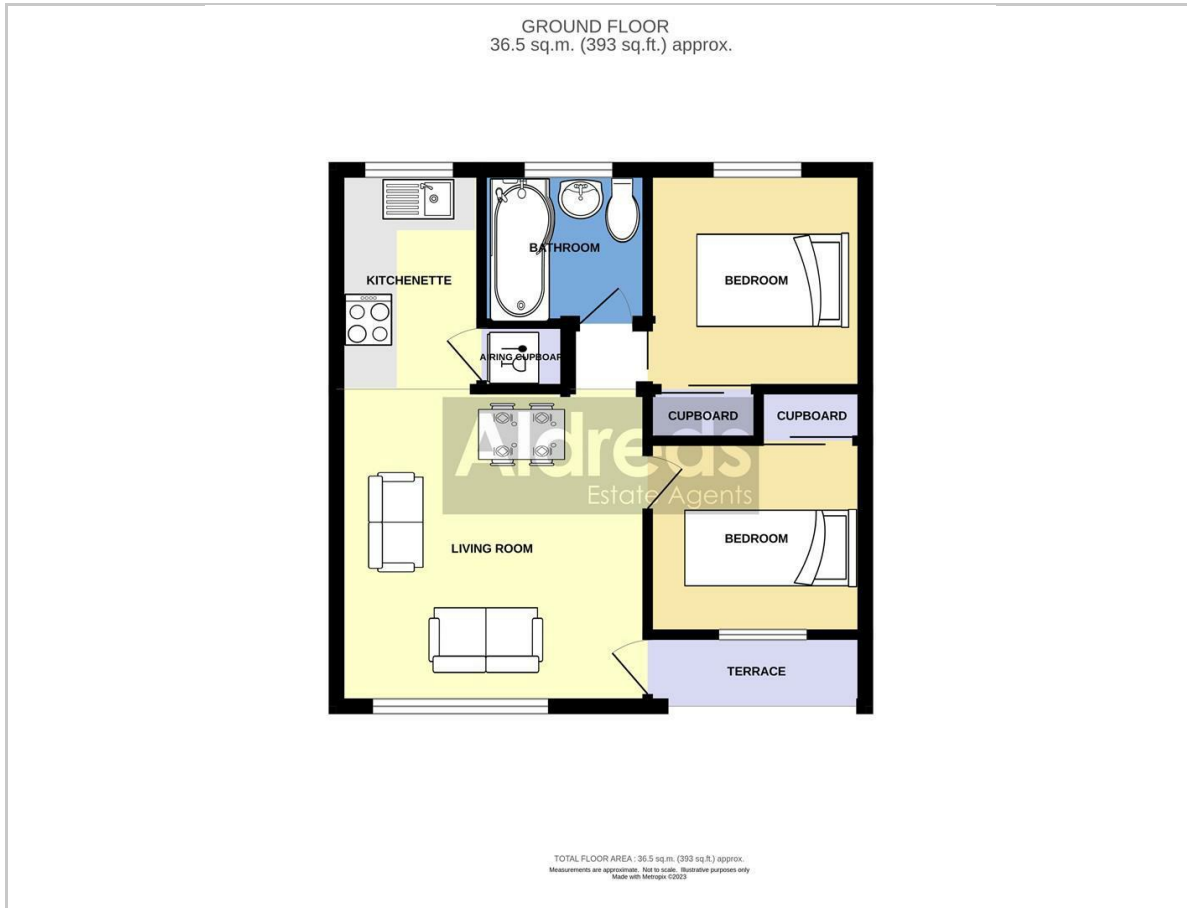 GROUND FLOOR
36.5 sq.m. (393 sq.ft.) approx.
BATHROOM
KITCHENETTE
BEDROOM
AIRING CUPBOARD
CUPBOARD
CUPBOARD
Aldreds
Estate Agents
BEDROOM
LIVING ROOM
TERRACE
TOTAL FLOOR AREA : 36.5 sq.m. (393 sq.ft.) approx.
Measurements are approximate. Not to scale. Illustrative purposes only
Made with Metropix ©2023